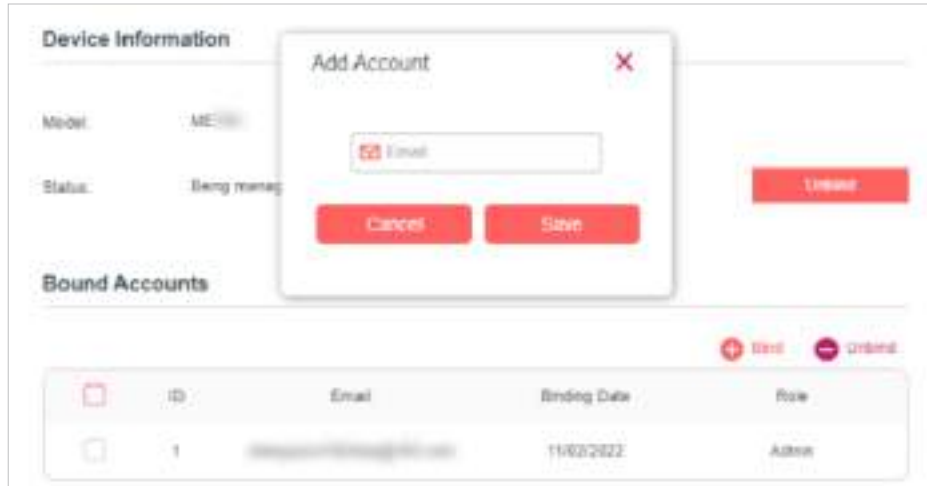 Device Information
Add Account
Model: ME
Email
Status: Being manag
Unbind
Cancel Save
Bound Accounts
Bind Unbind
ID Email Binding Date Role
1 11/02/2022 Admin